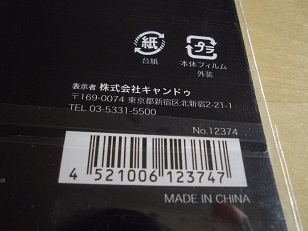 紙 プラ
台紙 本体フィルム
外装
表示者 株式会社キャンドゥ
〒169-0074 東京都新宿区北新宿2-21-1
TEL 03-5331-5500
No.12374
4 521006 123747
MADE IN CHINA